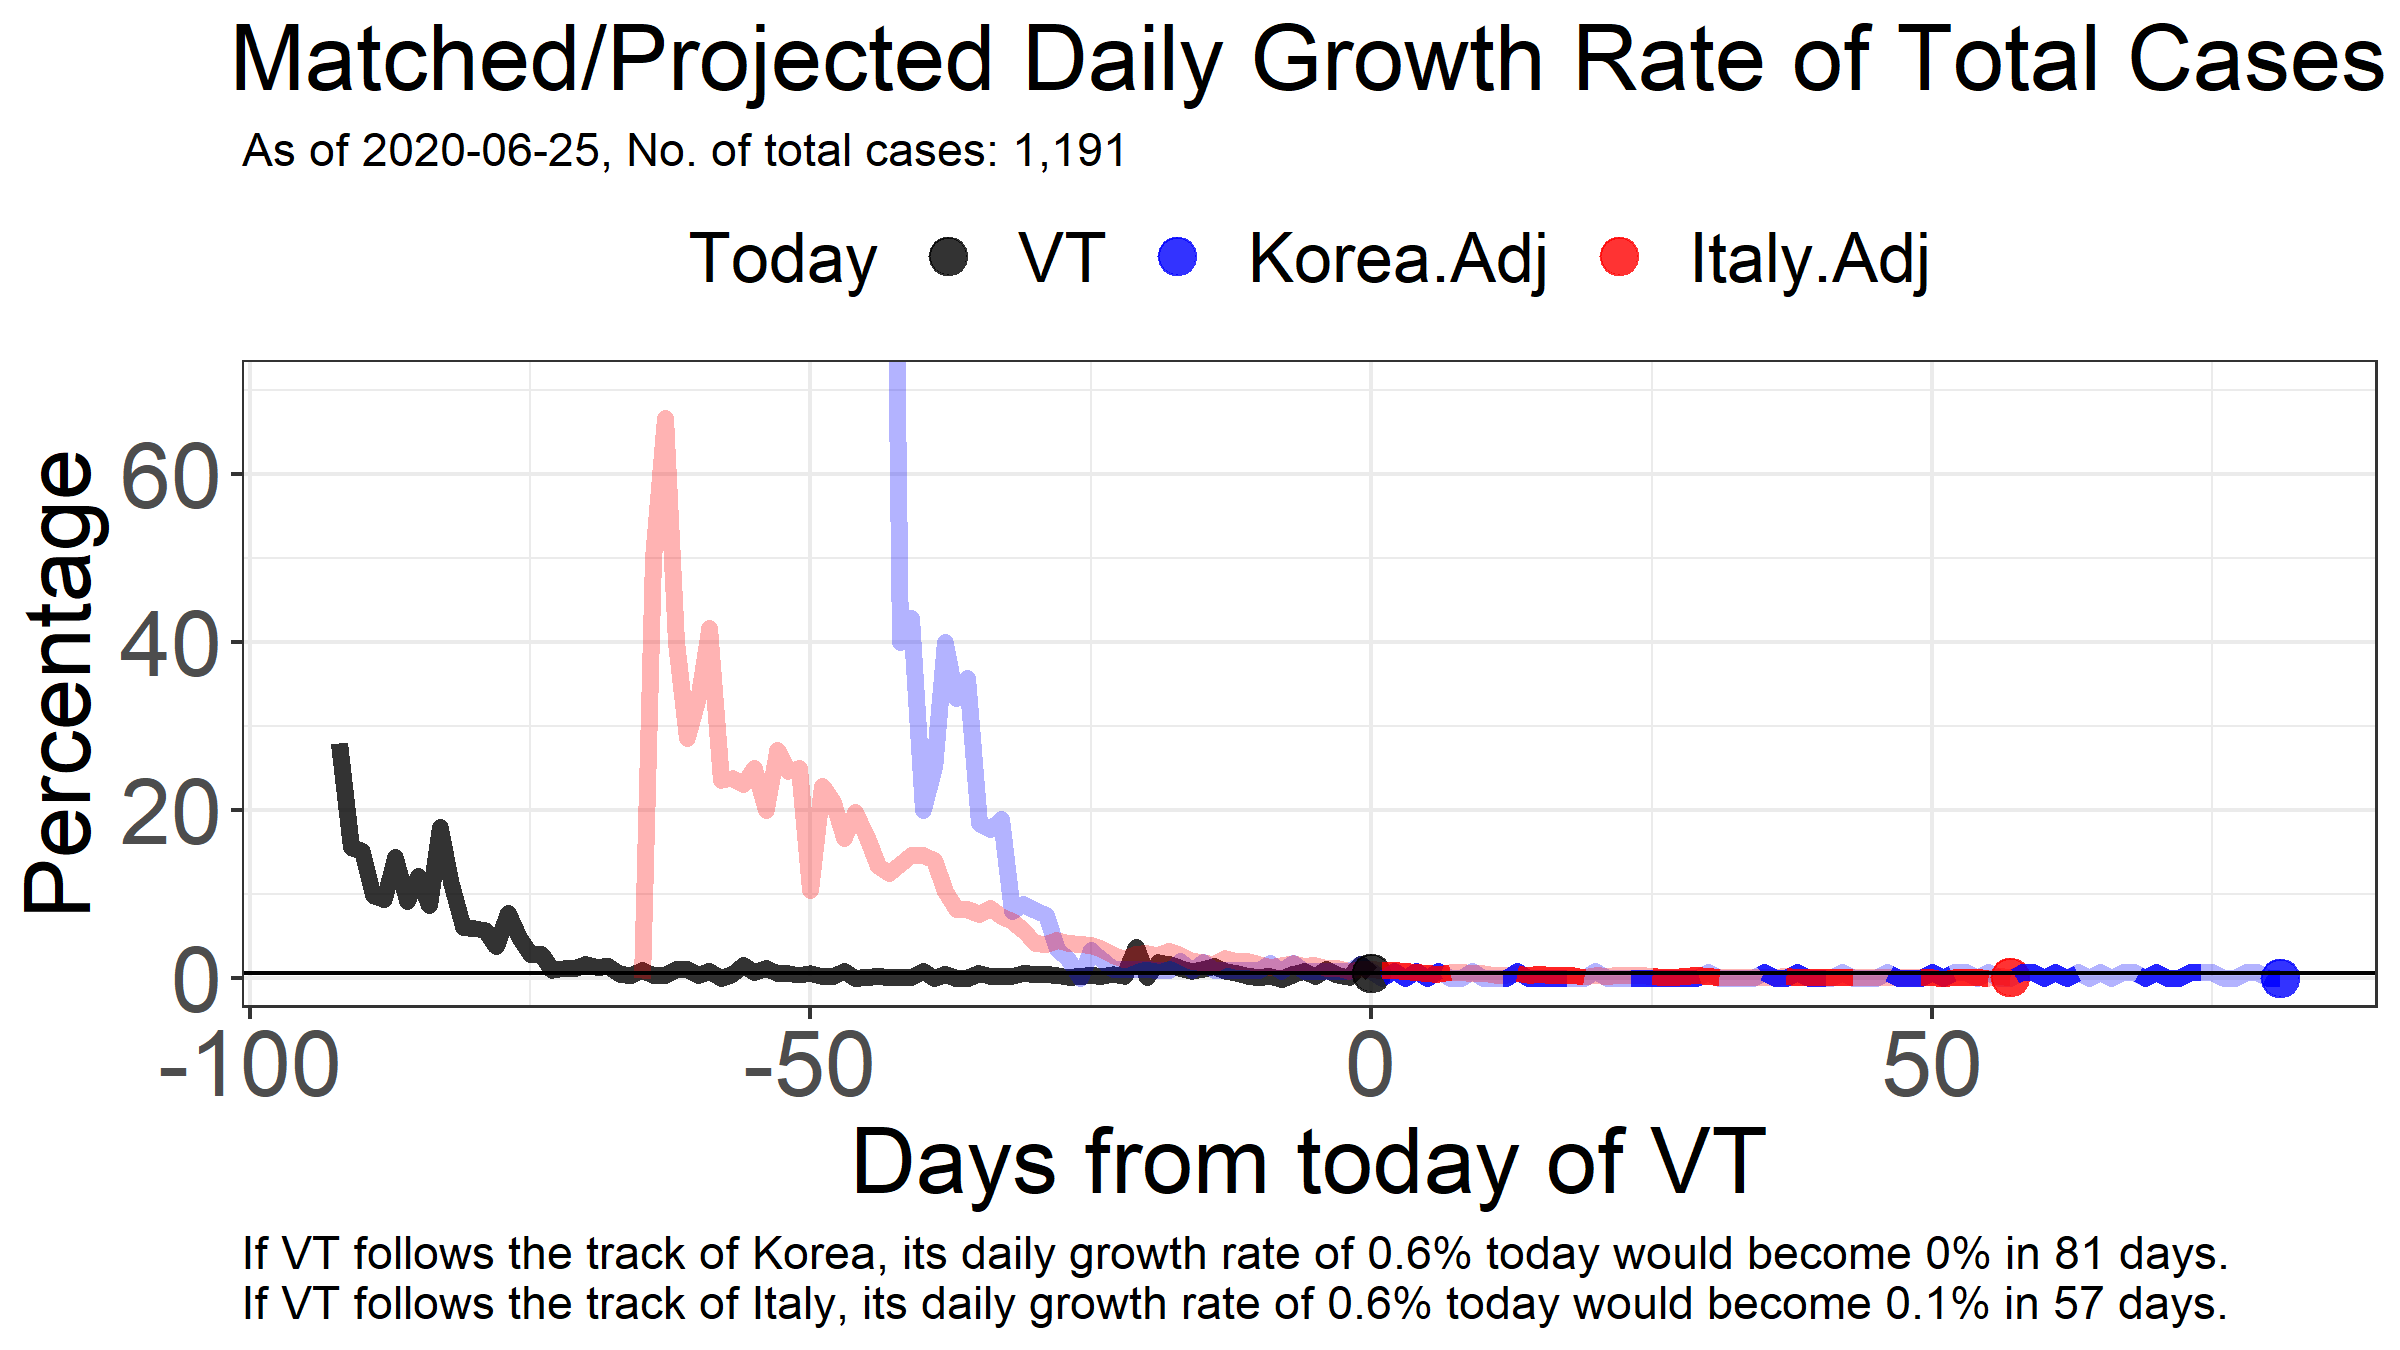 Matched/Projected Daily Growth Rate of Total Cases
As of 2020-06-25, No. of total cases: 1,191
Today VT Korea.Adj Italy.Adj
Percentage
60
40
20
0
-100 -50 0 50
Days from today of VT
If VT follows the track of Korea, its daily growth rate of 0.6% today would become 0% in 81 days.
If VT follows the track of Italy, its daily growth rate of 0.6% today would become 0.1% in 57 days.